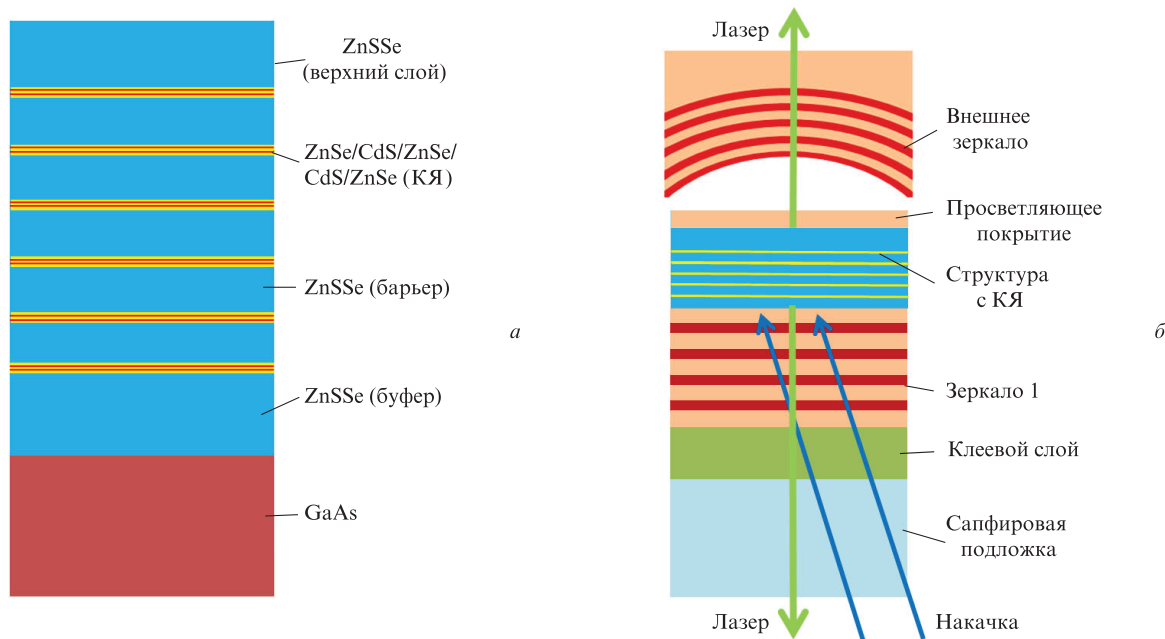 ZnSSe
(верхний слой)
ZnSe/CdS/ZnSe/
CdS/ZnSe (КЯ)
ZnSSe (барьер)
ZnSSe (буфер)
GaAs
а
Лазер
Внешнее
зеркало
Просветляющее
покрытие
Структура
с КЯ
б
Зеркало 1
Клеевой слой
Сапфировая
подложка
Лазер
Накачка